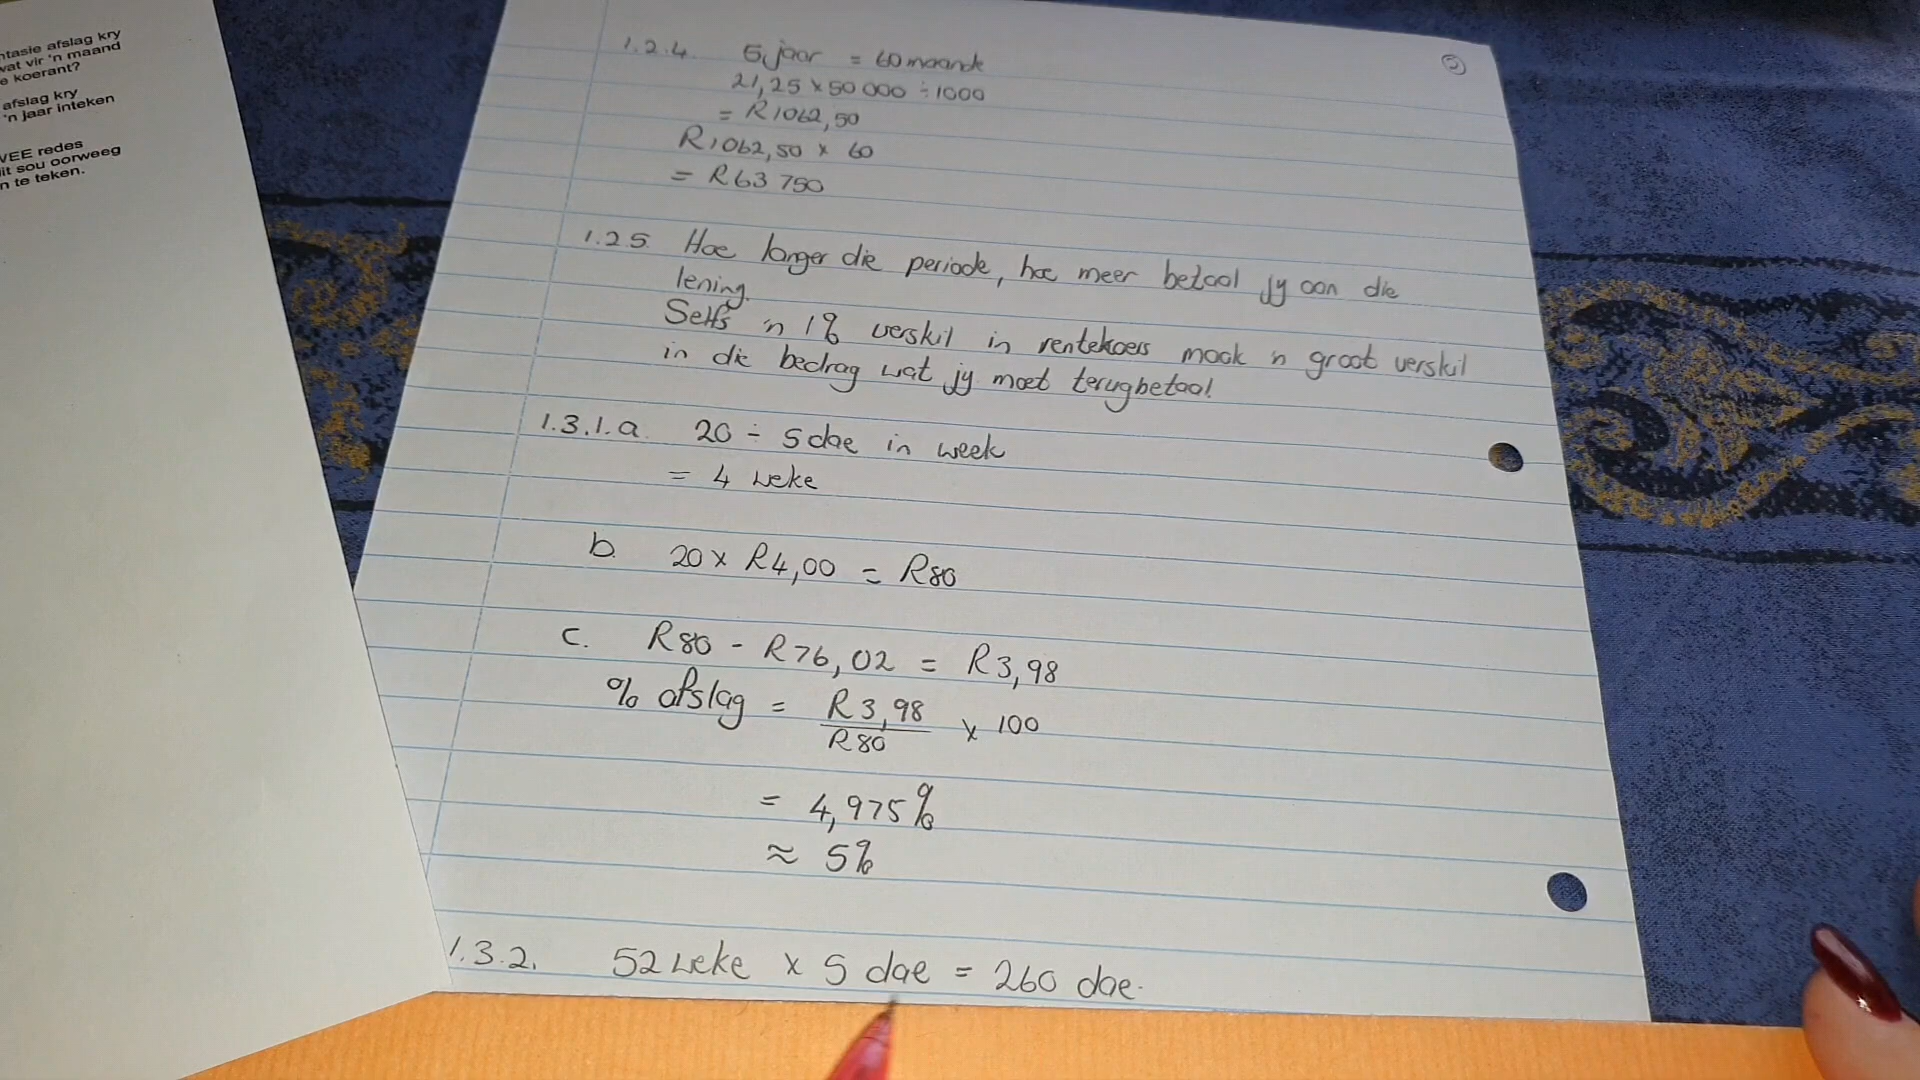 ntasie afslag kry
wat vir 'n maand
e koerant?
afslag kry
'n jaar inteken
VEE redes
it sou oorweeg
n te teken.
②
1.2.4. 5 jaar = 60 maande
21,25 x 50 000 ÷ 1000
= R1062,50
R1062,50 x 60
= R63 750
1.2.5. Hoe langer die periode, hoe meer betaal jy aan die
lening.
Selfs 'n 1% verskil in rentekoers maak 'n groot verskil
in die bedrag wat jy moet terugbetaal.
1.3.1.a. 20 ÷ 5 dae in week
= 4 weke
b. 20 x R4,00 = R80
c. R80 - R76,02 = R3,98
% afslag = R3,98 x 100
R80
= 4,975%
≈ 5%
1.3.2. 52 weke x 5 dae = 260 dae.